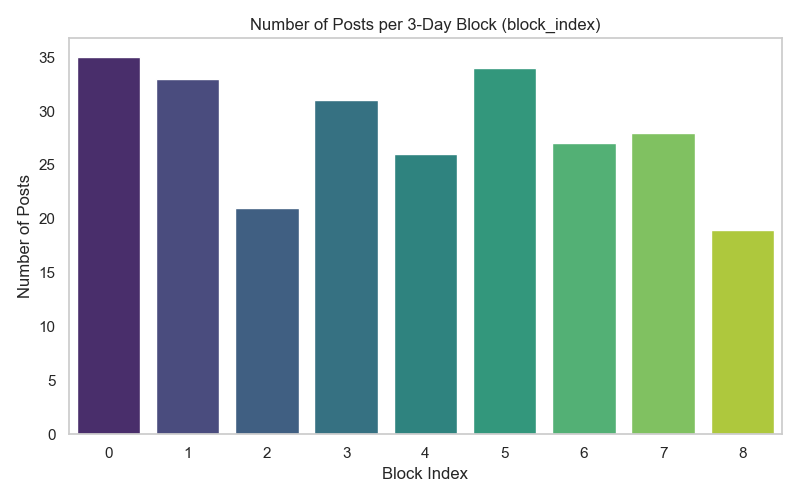 Number of Posts per 3-Day Block (block_index)
Number of Posts
35
30
25
20
15
10
5
0
0 1 2 3 4 5 6 7 8
Block Index